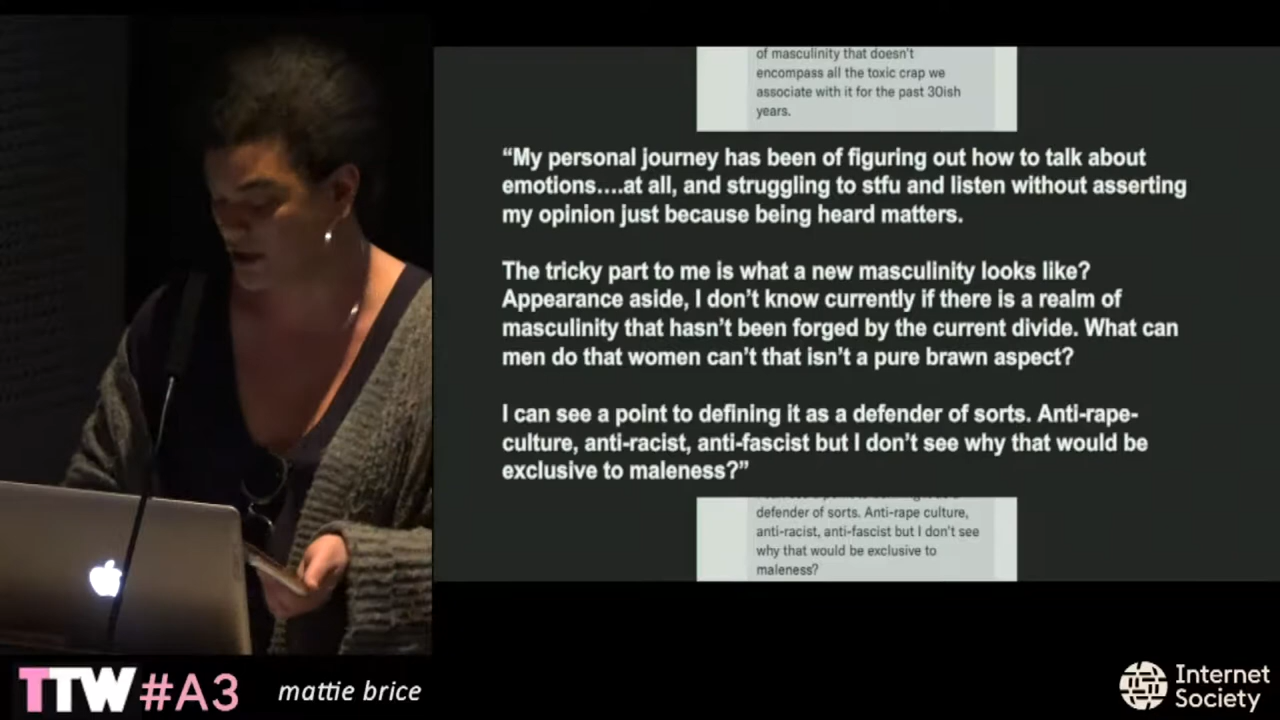 of masculinity that doesn't
encompass all the toxic crap we
associate with it for the past 30ish
years.
“My personal journey has been of figuring out how to talk about
emotions....at all, and struggling to stfu and listen without asserting
my opinion just because being heard matters.
The tricky part to me is what a new masculinity looks like?
Appearance aside, I don’t know currently if there is a realm of
masculinity that hasn’t been forged by the current divide. What can
men do that women can’t that isn’t a pure brawn aspect?
I can see a point to defining it as a defender of sorts. Anti-rape-
culture, anti-racist, anti-fascist but I don’t see why that would be
exclusive to maleness?”
defender of sorts. Anti-rape culture,
anti-racist, anti-fascist but I don't see
why that would be exclusive to
maleness?
TTW #A3
mattie brice
Internet
Society